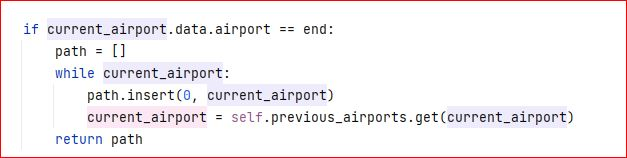 if current_airport.data.airport == end:
    path = []
    while current_airport:
        path.insert(0, current_airport)
        current_airport = self.previous_airports.get(current_airport)
    return path